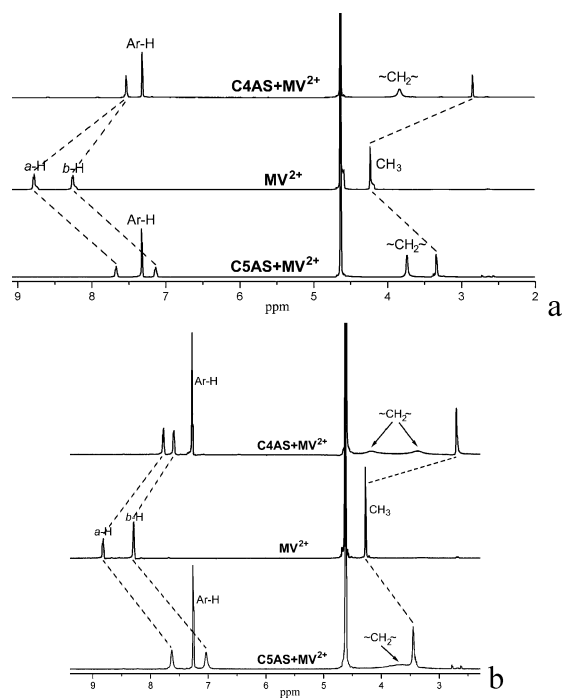 Ar-H
C4AS+MV²⁺
~CH₂~
a-H
b-H
MV²⁺
CH₃
Ar-H
C5AS+MV²⁺
~CH₂~
9 8 7 6 5 4 3 2
ppm
a
Ar-H
C4AS+MV²⁺
~CH₂~
a-H
b-H
MV²⁺
CH₃
Ar-H
C5AS+MV²⁺
~CH₂~
9 8 7 6 5 4 3
ppm
b